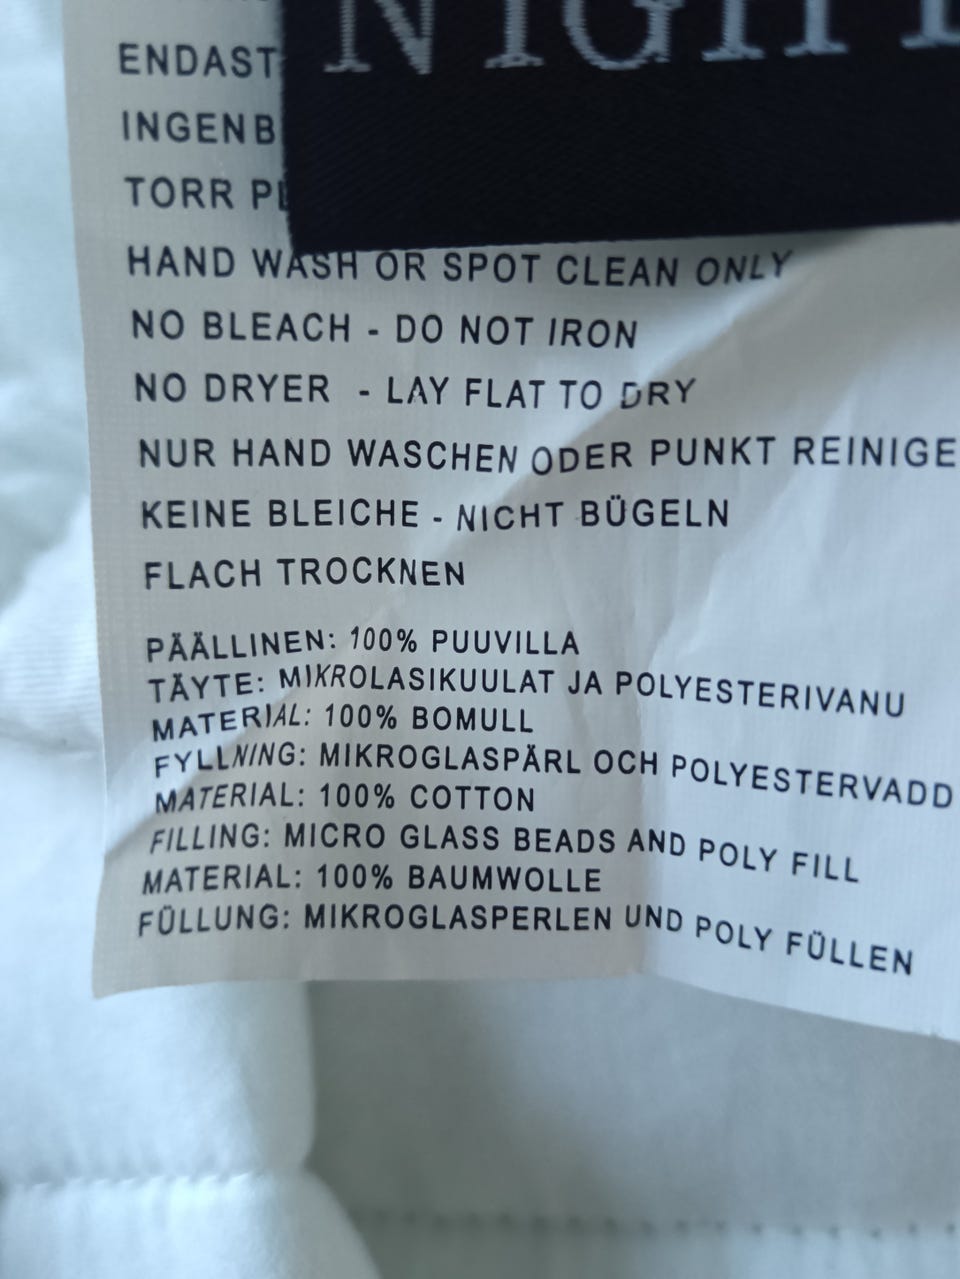 NIGH
ENDAST
INGEN B
TORR
HAND WASH OR SPOT CLEAN ONLY
NO BLEACH - DO NOT IRON
NO DRYER - LAY FLAT TO DRY
NUR HAND WASCHEN ODER PUNKT REINIGE
KEINE BLEICHE - NICHT BÜGELN
FLACH TROCKNEN
PÄÄLLINEN: 100% PUUVILLA
TÄYTE: MIKROLASIKUULAT JA POLYESTERIVANU
MATERIAL: 100% BOMULL
FYLLNING: MIKROGLASPÄRL OCH POLYESTERVADD
MATERIAL: 100% COTTON
FILLING: MICRO GLASS BEADS AND POLY FILL
MATERIAL: 100% BAUMWOLLE
FÜLLUNG: MIKROGLASPERLEN UND POLY FÜLLEN